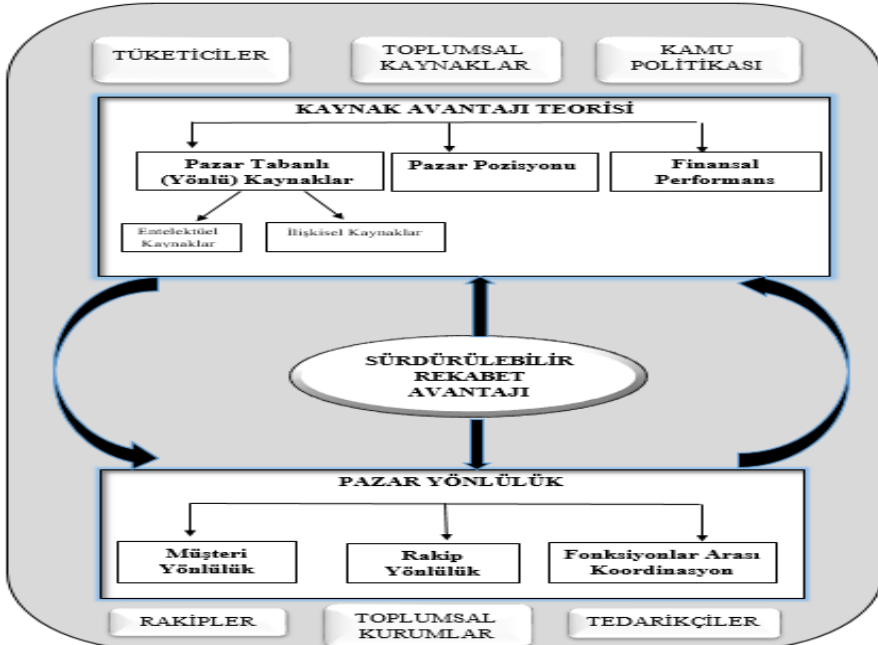 TÜKETİCİLER
TOPLUMSAL
KAYNAKLAR
KAMU
POLİTİKASI
KAYNAK AVANTAJI TEORİSİ
Pazar Tabanlı
(Yönlü) Kaynaklar
Pazar Pozisyonu
Finansal
Performans
Entelektüel
Kaynaklar
İlişkisel Kaynaklar
SÜRDÜRÜLEBİLİR
REKABET
AVANTAJI
PAZAR YÖNLÜLÜK
Müşteri
Yönlülük
Rakip
Yönlülük
Fonksiyonlar Arası
Koordinasyon
RAKİPLER
TOPLUMSAL
KURUMLAR
TEDARİKÇİLER